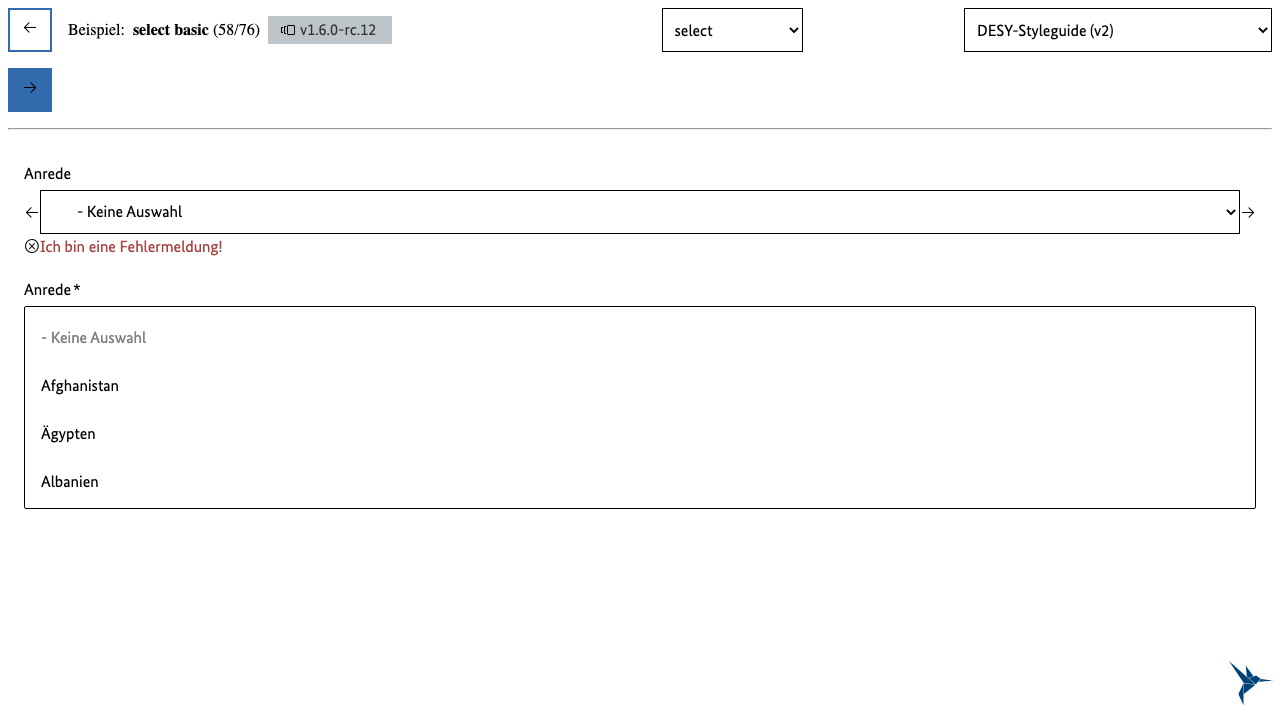 ← Beispiel: select basic (58/76) v1.6.0-rc.12 select DESY-Styleguide (v2)
→
Anrede
← - Keine Auswahl →
Ich bin eine Fehlermeldung!
Anrede *
- Keine Auswahl
Afghanistan
Ägypten
Albanien